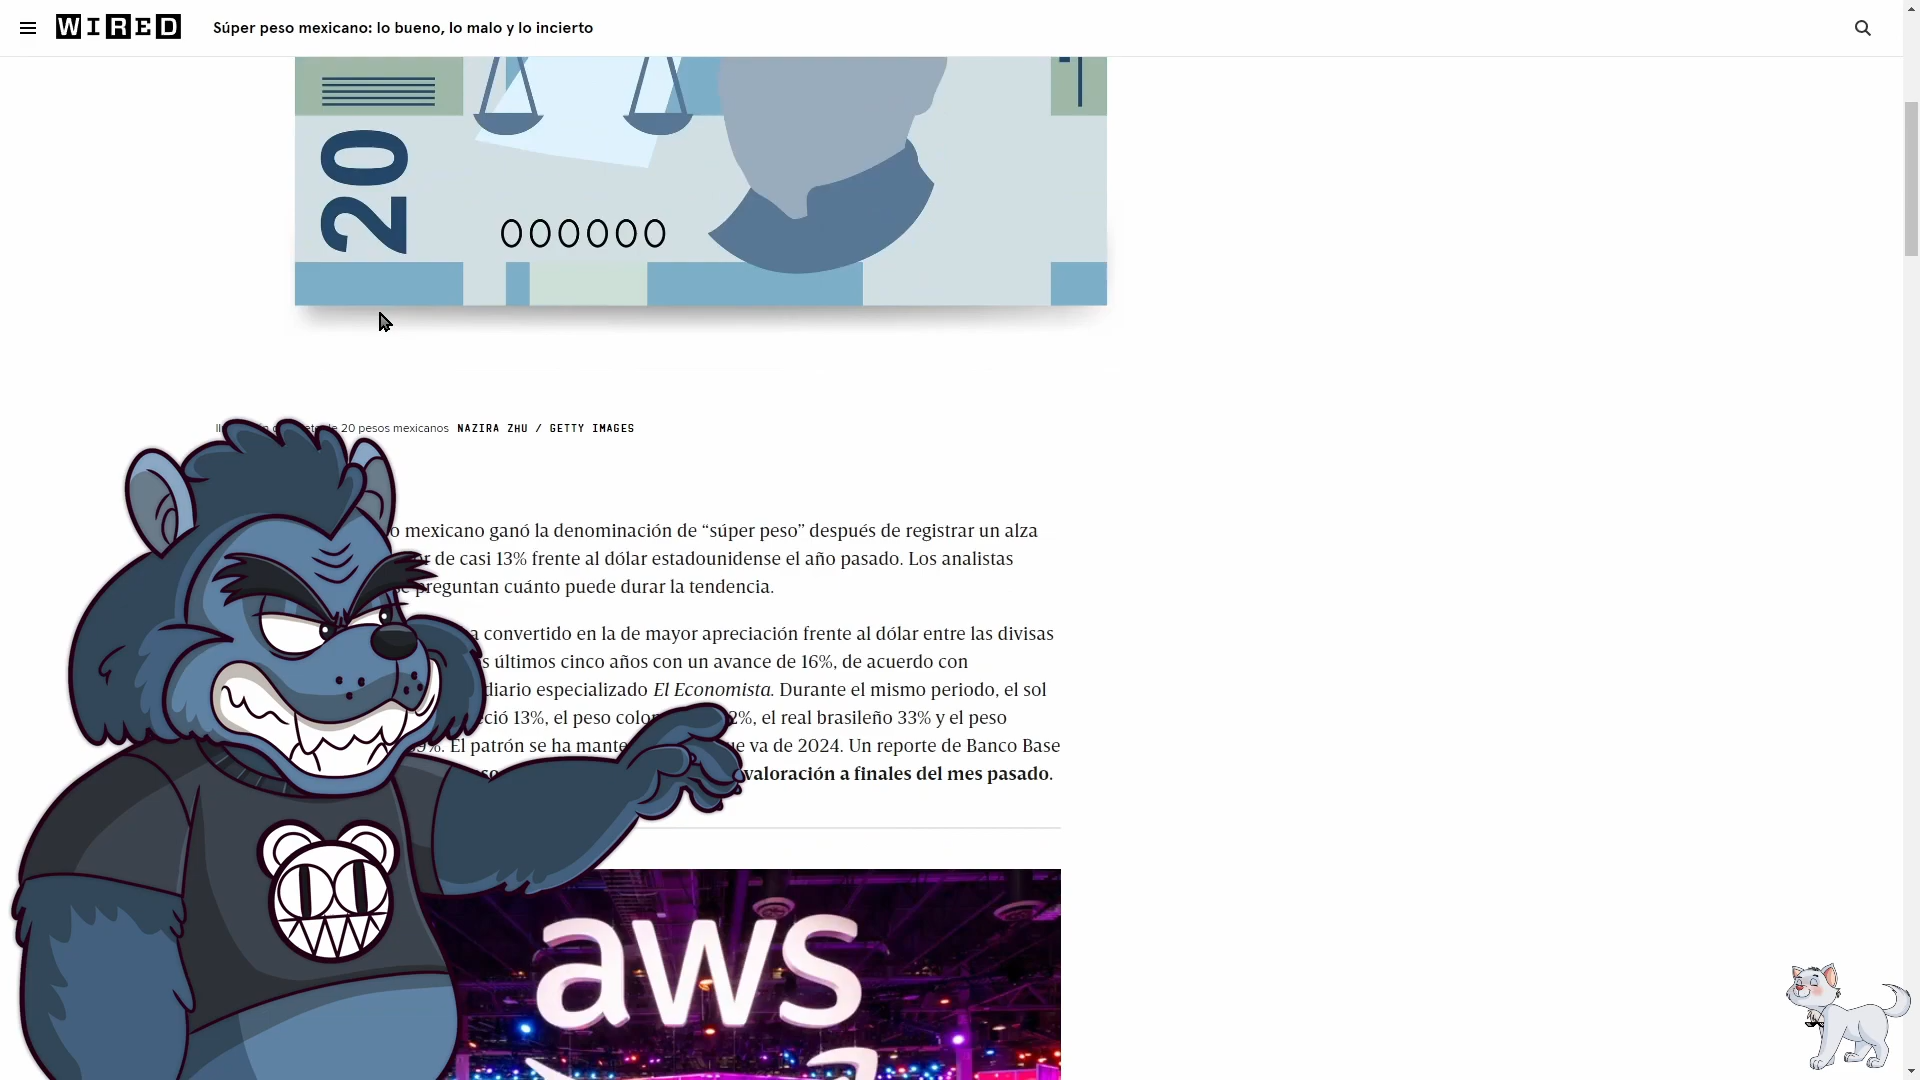 WIRED
Súper peso mexicano: lo bueno, lo malo y lo incierto
20
000000
de 20 pesos mexicanos NAZIRA ZHU / GETTY IMAGES
mexicano ganó la denominación de “súper peso” después de registrar un alza
de casi 13% frente al dólar estadounidense el año pasado. Los analistas
se preguntan cuánto puede durar la tendencia.
convertido en la de mayor apreciación frente al dólar entre las divisas
últimos cinco años con un avance de 16%, de acuerdo con
diario especializado El Economista. Durante el mismo periodo, el sol
13%, el peso 2%, el real brasileño 33% y el peso
El patrón se ha va de 2024. Un reporte de Banco Base
valoración a finales del mes pasado.
aws